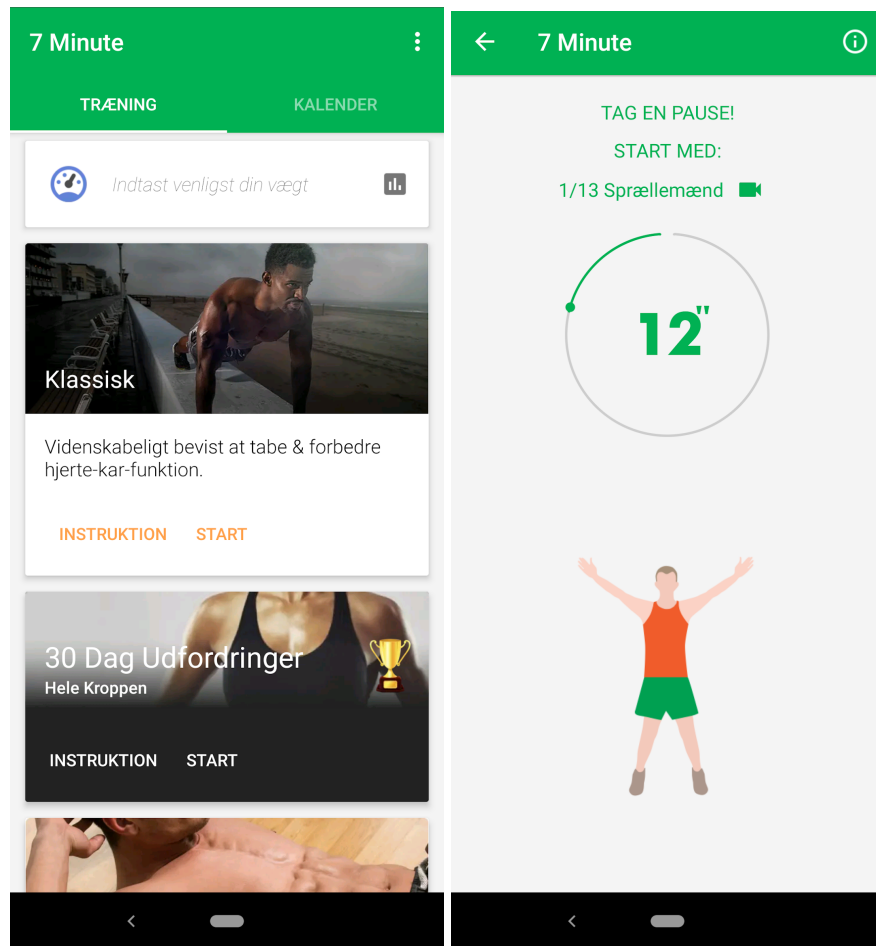 7 Minute
TRÆNING
KALENDER
Indtast venligst din vægt
Klassisk
Videnskabeligt bevist at tabe & forbedre
hjerte-kar-funktion.
INSTRUKTION START
30 Dag Udfordringer
Hele Kroppen
INSTRUKTION START
7 Minute
TAG EN PAUSE!
START MED:
1/13 Sprællemænd
12"